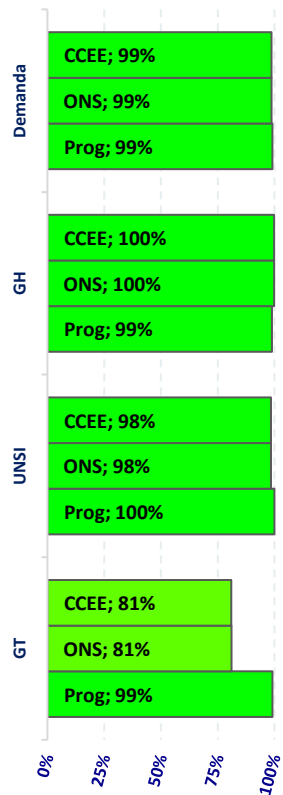 Demanda
CCEE; 99%
ONS; 99%
Prog; 99%
GH
CCEE; 100%
ONS; 100%
Prog; 99%
UNSI
CCEE; 98%
ONS; 98%
Prog; 100%
GT
CCEE; 81%
ONS; 81%
Prog; 99%
0%
25%
50%
75%
100%